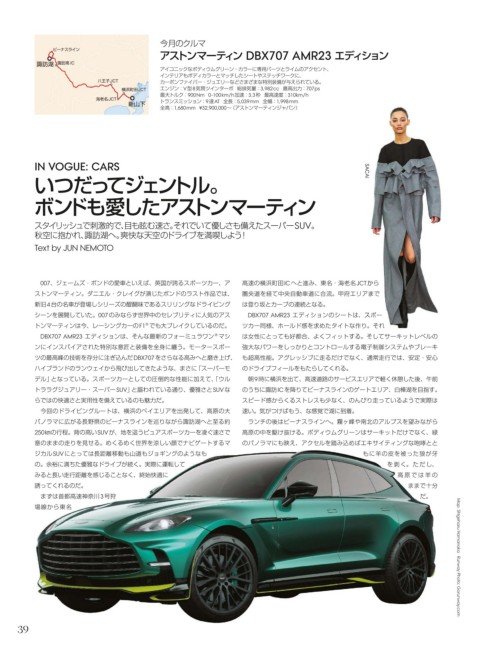 ビーナスライン
諏訪湖
諏訪南IC
八王子JCT
横浜町田JCT
海老名JCT
今月のクルマ
アストンマーティン DBX707 AMR23 エディション
アイコニックなポディウムグリーン・カラーに専用パーツとライムのアクセント、
インテリアもボディカラーとマッチしたシートやステッチワークに、
カーボンファイバー・ジュエリーなどさまざまな特別装備が与えられている。
エンジン：V型8気筒ツインターボ 総排気量：3,982cc 最高出力：707ps
最大トルク：900Nm 0-100km/h加速：3.3秒 最高速度：310km/h
トランスミッション：9速AT 全長：5,039mm 全幅：1,998mm
全高：1,680mm ¥32,900,000〜（アストンマーティンジャパン）
SACAI
IN VOGUE: CARS
いつだってジェントル。
ボンドも愛したアストンマーティン
スタイリッシュで刺激的で、目も眩む速さ。それでいて優しさも備えたスーパーSUV。
秋空に抱かれ、諏訪湖へ。爽快な天空のドライブを満喫しよう！
Text by JUN NEMOTO
007、ジェームズ・ボンドの愛車といえば、英国が誇るスポーツカー、ア
ストンマーティン。ダニエル・クレイグが演じたボンドのラスト作では、
新旧4台の名車が登場しシリーズの醍醐味であるスリリングなドライビング
シーンを展開していた。007のみならず世界中のセレブリティに人気のアス
トンマーティンは今、レーシングカーのF1®でも大ブレイクしているのだ。
DBX707 AMR23 エディションは、そんな最新のフォーミュラワン®マシ
ンにインスパイアされた特別な意匠と装備を全身に纏う。モータースポー
ツの最高峰の技術を存分に注ぎ込んだDBX707をさらなる高みへと磨き上げ、
ハイブランドのランウェイから飛び出してきたような、まさに「スーパーモ
デル」となっている。スポーツカーとしての圧倒的な性能に加えて、「ウル
トララグジュアリー・スーパーSUV」と謳われている通り、優雅さとSUVな
らではの快適さと実用性を備えているのも魅力だ。
今回のドライビングルートは、横浜のベイエリアを出発して、高原の大
パノラマに広がる長野県のビーナスラインを巡りながら諏訪湖へと至る約
250kmの行程。背の高いSUVが、地を這うピュアスポーツカーを凌ぐ速さで
意のままの走りを見せる。めくるめく世界を涼しい顔でナビゲートするマ
ジカルSUVにとっては長距離移動も山道もジョギングのようなも
の。余裕に満ちた優雅なドライブが続く。実際に運転して
みると長い走行距離を感じることなく、終始快適に
誘ってくれるのだ。
まずは首都高速神奈川3号狩
場線から東名
高速の横浜町田ICへと進み、東名・海老名JCTから
圏央道を経て中央自動車道に合流。甲府エリアまで
は登り坂とカーブの連続となる。
DBX707 AMR23 エディションのシートは、スポー
ツカー同様、ホールド感を求めたタイトな作り。それ
は女性にとっても好都合、よくフィットする。そしてサーキットレベルの
強大なパワーをしっかりとコントロールする電子制御システムやブレーキ
も超高性能。アグレッシブに走るだけでなく、通常走行では、安定・安心
のドライブフィールをもたらしてくれる。
朝9時に横浜を出て、高速道路のサービスエリアで軽く休憩した後、午前
のうちに諏訪ICを降りてビーナスラインのゲートエリア、白樺湖を目指す。
スピード感からくるストレスも少なく、のんびり走っているようで実際は
速い。気がつけばもう、な感覚で湖に到着。
ランチの後はビーナスラインへ。霧ヶ峰や南北のアルプスを望みながら
高原の中を駆け抜ける。ボディのグリーンはサーキットだけでなく、緑
のパノラマにも映え、アクセルを踏み込めばエキサイティングな咆哮とと
もに羊の皮を被った狼が牙
を剥く。ただし、
高原では羊の
ままで十分
だ。
39